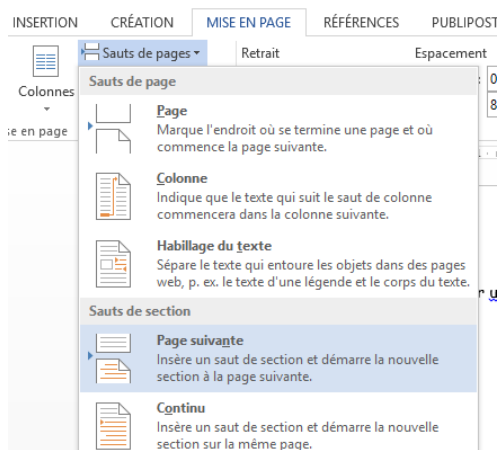 INSERTION CRÉATION MISE EN PAGE RÉFÉRENCES PUBLIPOST
Sauts de pages Retrait Espacement
Colonnes
se en page
Sauts de page
Page
Marque l'endroit où se termine une page et où
commence la page suivante.
Colonne
Indique que le texte qui suit le saut de colonne
commencera dans la colonne suivante.
Habillage du texte
Sépare le texte qui entoure les objets dans des pages
web, p. ex. le texte d'une légende et le corps du texte.
Sauts de section
Page suivante
Insère un saut de section et démarre la nouvelle
section à la page suivante.
Continu
Insère un saut de section et démarre la nouvelle
section sur la même page.